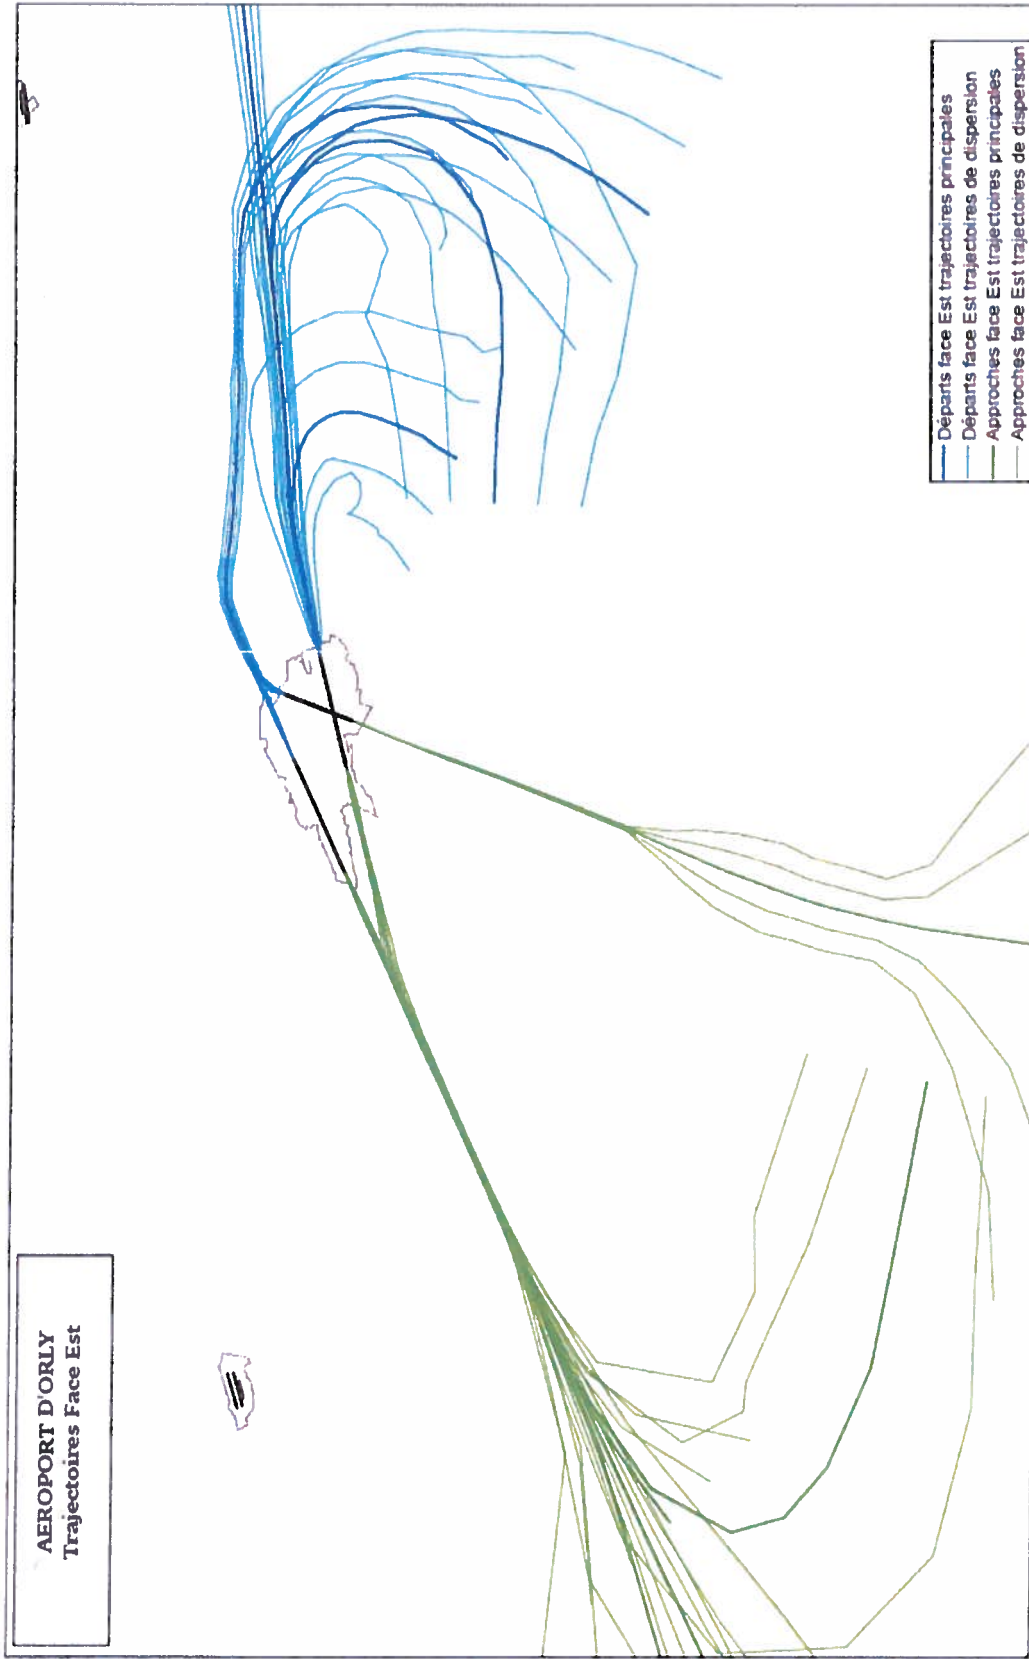 AEROPORT D'ORLY
Trajectoires Face Est
Départs face Est trajectoires principales
Départs face Est trajectoires de dispersion
Approches face Est trajectoires principales
Approches face Est trajectoires de dispersion